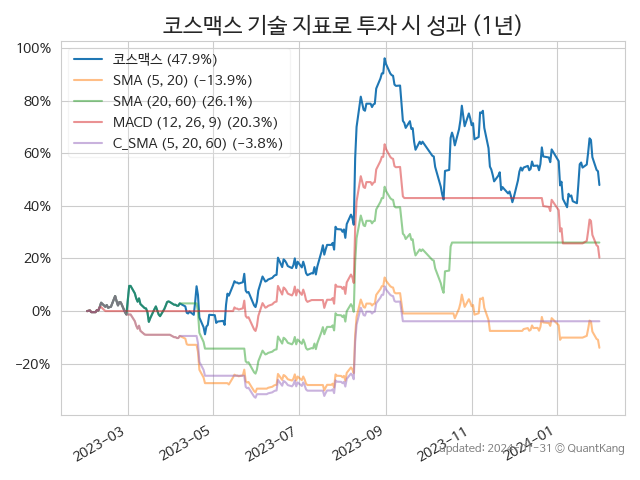 코스맥스 기술 지표로 투자 시 성과 (1년)
코스맥스 (47.9%)
SMA (5, 20) (−13.9%)
SMA (20, 60) (26.1%)
MACD (12, 26, 9) (20.3%)
C_SMA (5, 20, 60) (−3.8%)
100%
80%
60%
40%
20%
0%
−20%
2023-03
2023-05
2023-07
2023-09
2023-11
2024-01
updated: 2024-01-31 © QuantKang